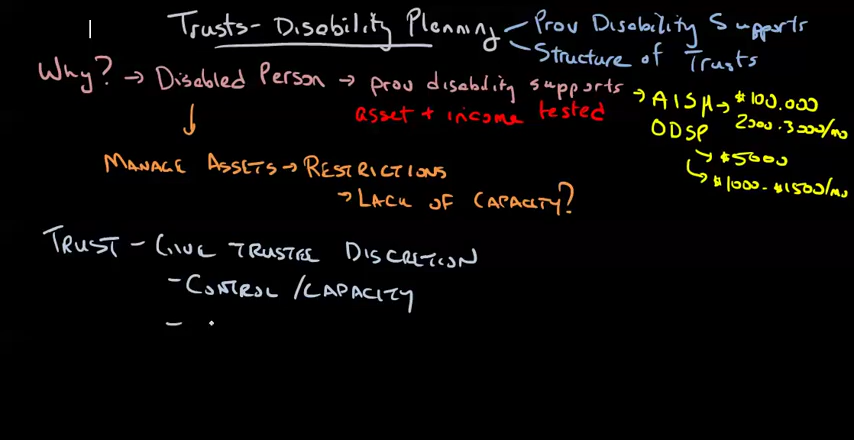 Trusts - Disability Planning
Prov Disability Supports
Structure of Trusts
Why? → Disabled Person → prov disability supports
asset + income tested
→ AISH → $100.000
2000-3000/mo
ODSP
→ $5000
→ $1000-$1500/mo
↓
MANAGE ASSETS → RESTRICTIONS
→ LACK OF CAPACITY?
TRUST - GIVE TRUSTEE DISCRETION
- CONTROL / CAPACITY
-